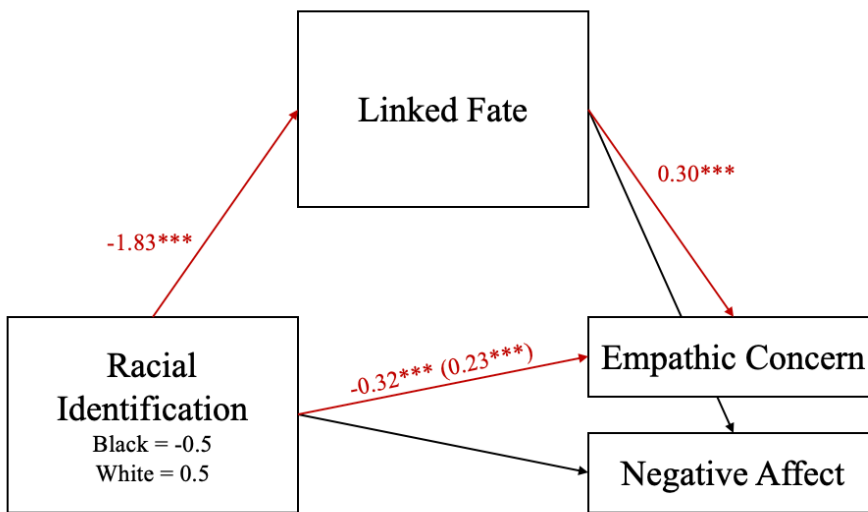 Linked Fate
0.30***
-1.83***
-0.32*** (0.23***)
Racial
Identification
Black = -0.5
White = 0.5
Empathic Concern
Negative Affect